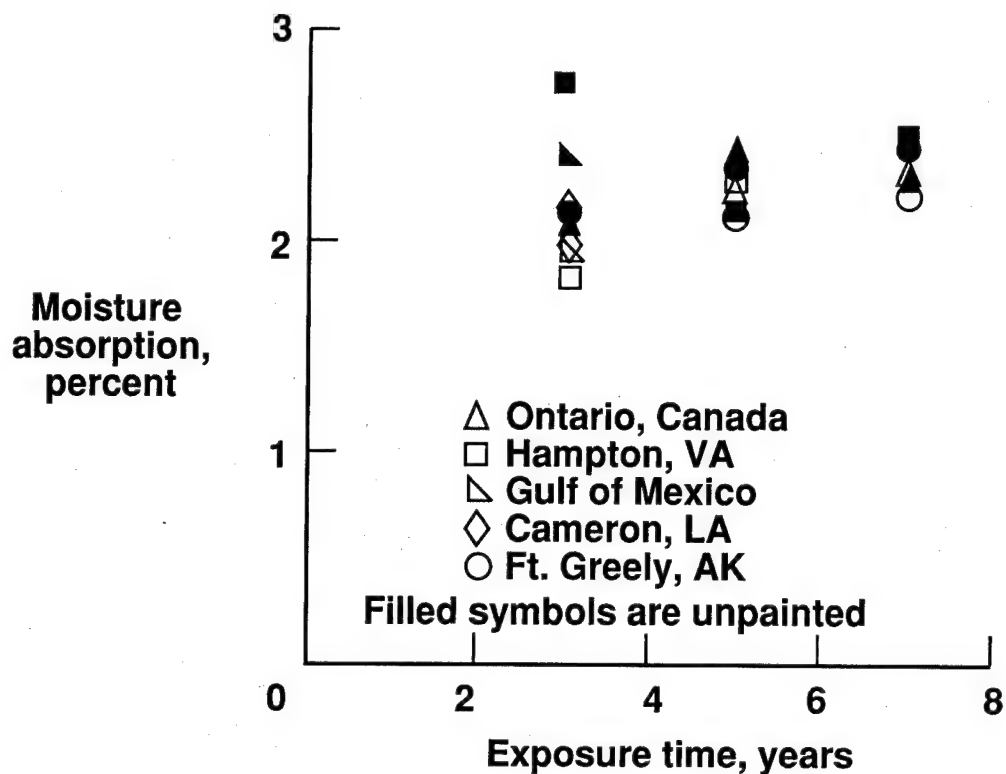 3
2
1
Moisture
absorption,
percent
Ontario, Canada
Hampton, VA
Gulf of Mexico
Cameron, LA
Ft. Greely, AK
Filled symbols are unpainted
0 2 4 6 8
Exposure time, years